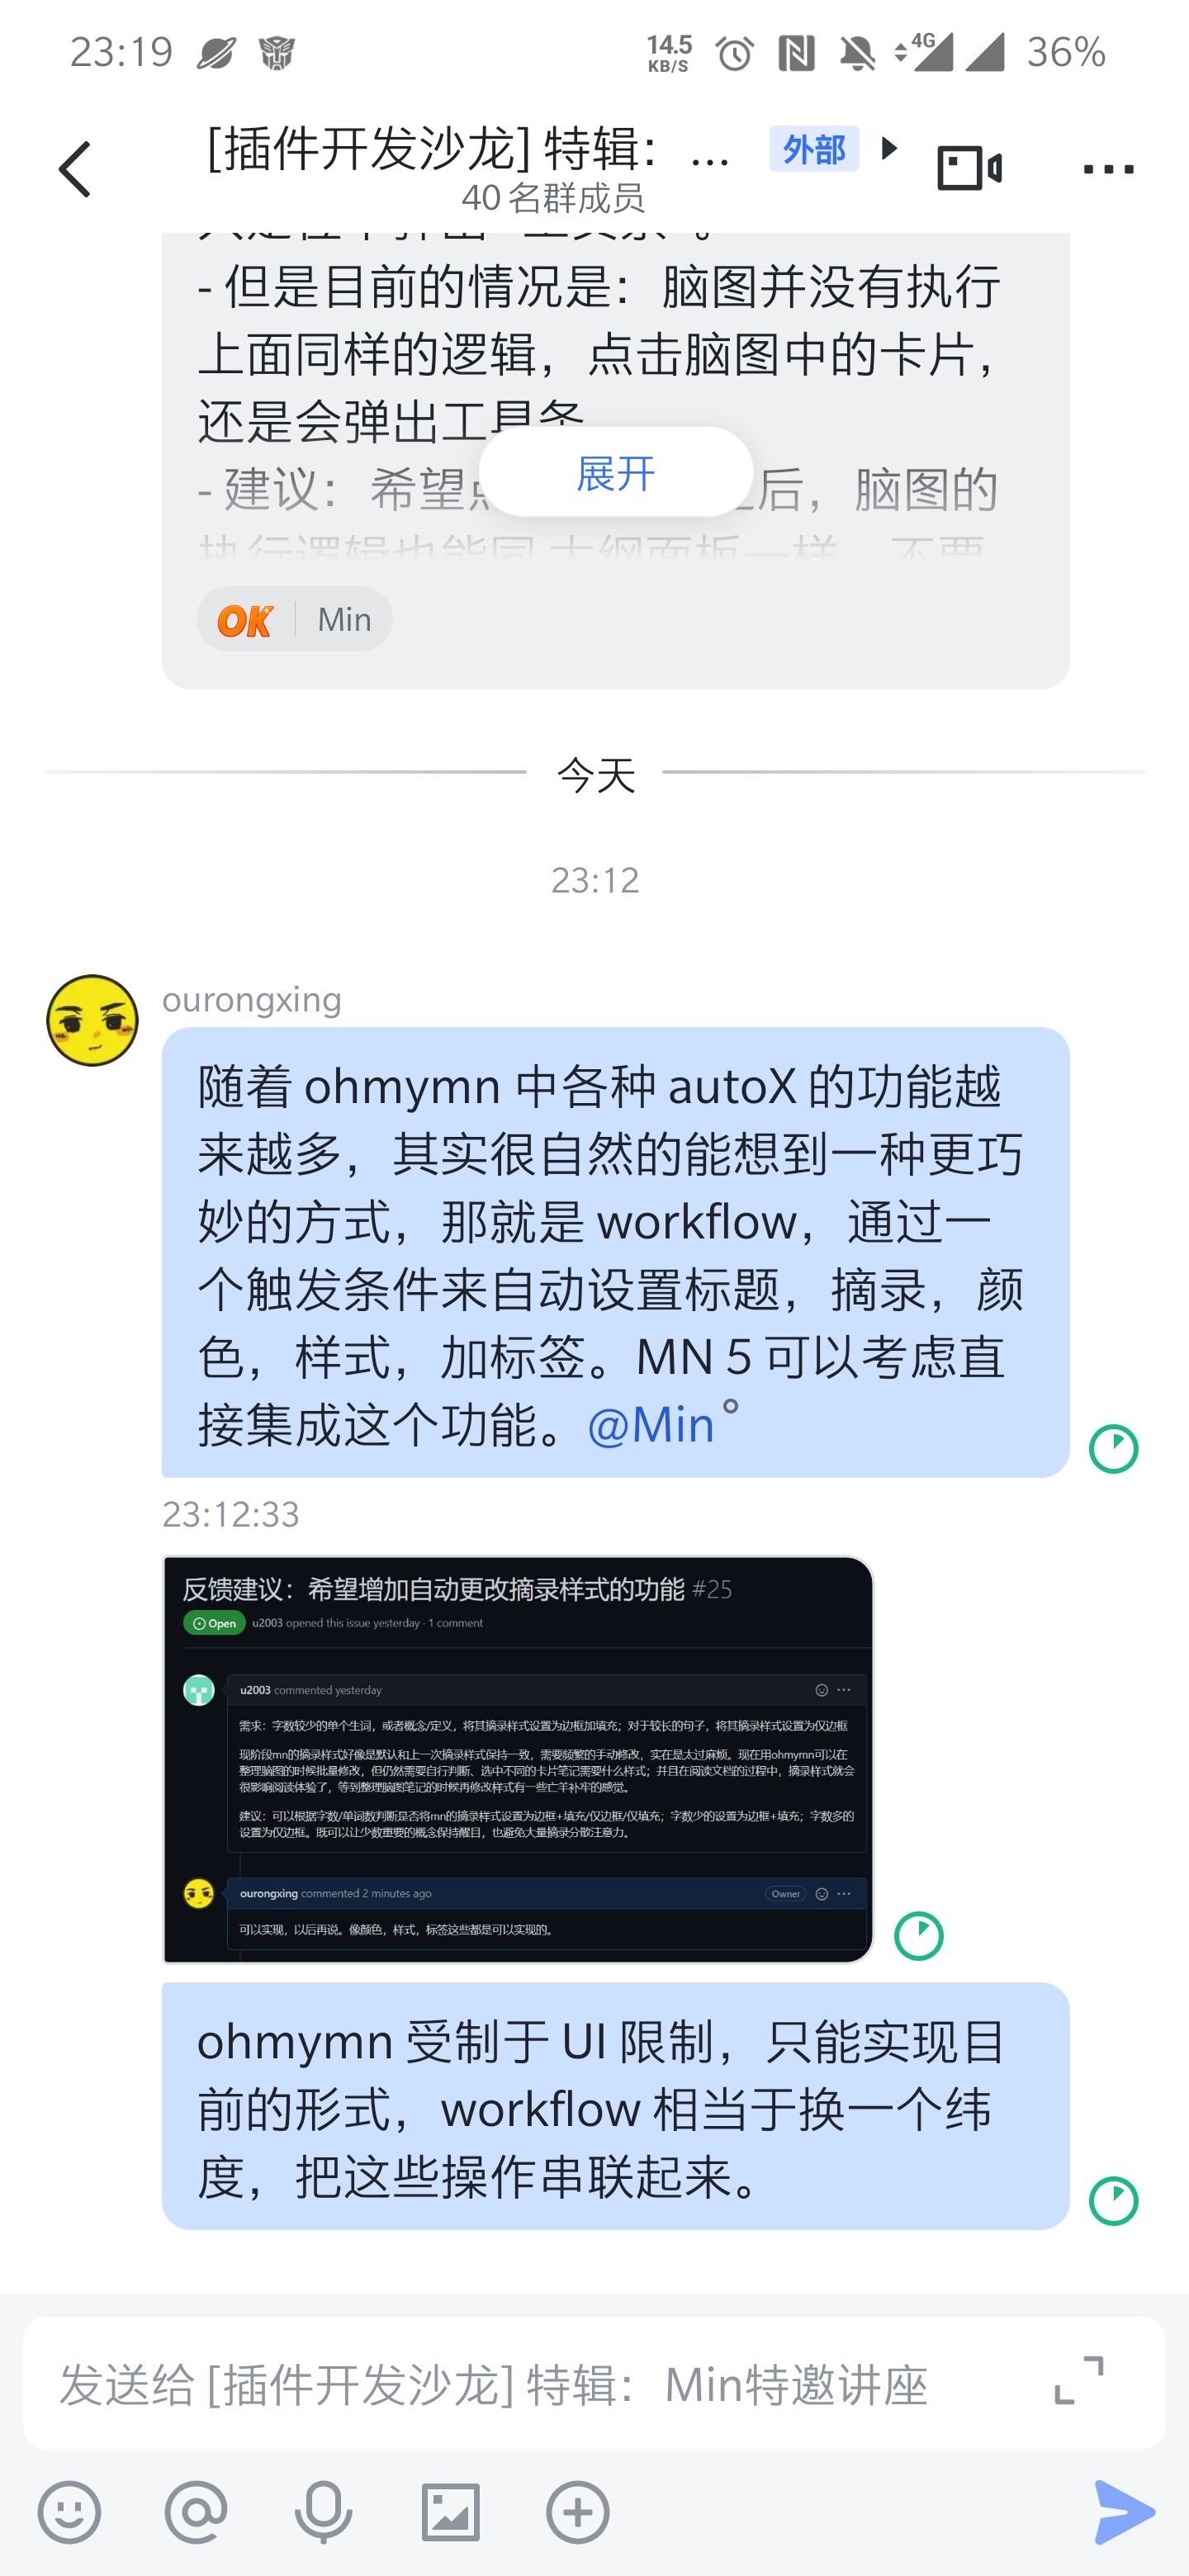 23:19
14.5
KB/S
4G
36%
[插件开发沙龙] 特辑：...
外部
40 名群成员
- 但是目前的情况是：脑图并没有执行
上面同样的逻辑，点击脑图中的卡片，
还是会弹出工具条
- 建议：希望点
后，脑图的
执行逻辑也能同 大纲面板一样，不要
展开
OK
Min
今天
23:12
ourongxing
随着 ohmymn 中各种 autoX 的功能越
来越多，其实很自然的能想到一种更巧
妙的方式，那就是 workflow，通过一
个触发条件来自动设置标题，摘录，颜
色，样式，加标签。MN 5 可以考虑直
接集成这个功能。@Min
23:12:33
反馈建议：希望增加自动更改摘录样式的功能 #25
Open
u2003 opened this issue yesterday · 1 comment
u2003 commented yesterday
需求：字数较少的单个生词，或者概念/定义，将其摘录样式设置为边框加填充；对于较长的句子，将其摘录样式设置为仅边框
现阶段mn的摘录样式好像是默认和上一次摘录样式保持一致，需要频繁的手动修改，实在是太过麻烦。现在用ohmymn可以在
整理脑图的时候批量修改，但仍然需要自行判断、选中不同的卡片笔记需要什么样式；并且在阅读文档的过程中，摘录样式就会
很影响阅读体验了，等到整理脑图笔记的时候再修改样式有一些亡羊补牢的感觉。
建议：可以根据字数/单词数判断是否将mn的摘录样式设置为边框+填充/仅边框/仅填充；字数少的设置为边框+填充；字数多的
设置为仅边框。既可以让少数重要的概念保持醒目，也避免大量摘录分散注意力。
ourongxing commented 2 minutes ago
Owner
可以实现，以后再说。像颜色，样式，标签这些都是可以实现的。
ohmymn 受制于 UI 限制，只能实现目
前的形式，workflow 相当于换一个纬
度，把这些操作串联起来。
发送给 [插件开发沙龙] 特辑：Min特邀讲座